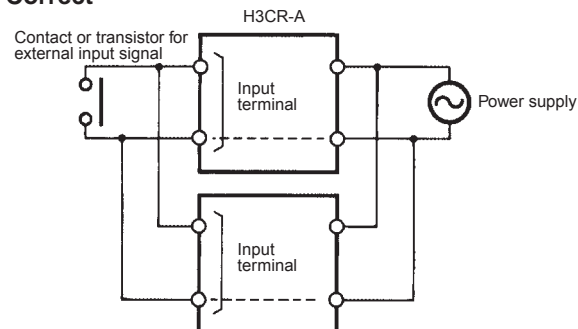 Correct
H3CR-A
Contact or transistor for
external input signal
Input
terminal
Power supply
Input
terminal